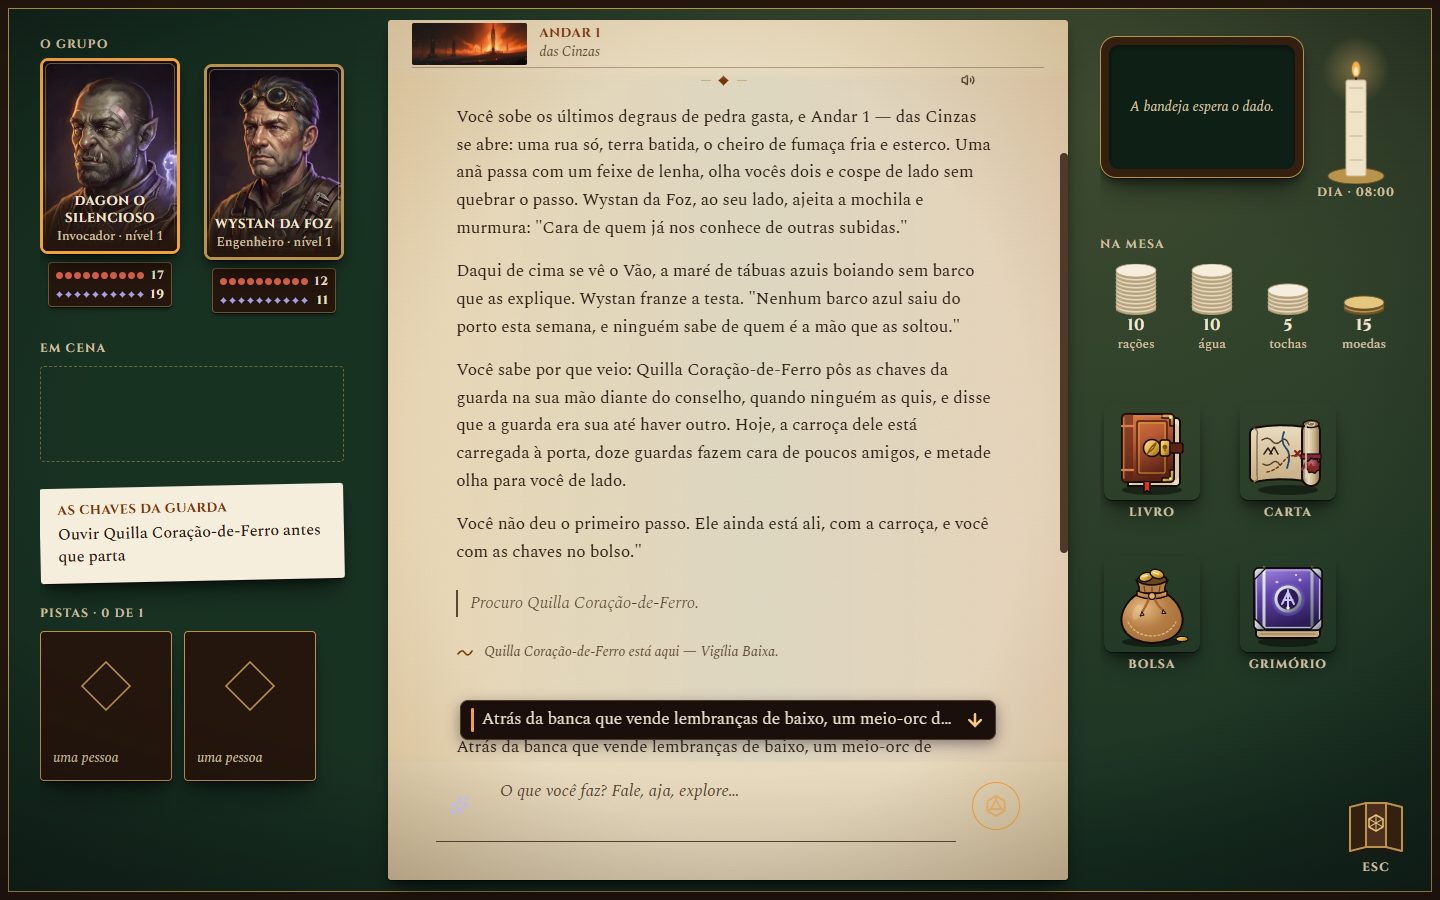 O GRUPO
DAGON O
SILENCIOSO
Invocador · nível 1
17
19
WYSTAN DA FOZ
Engenheiro · nível 1
12
11
EM CENA
AS CHAVES DA GUARDA
Ouvir Quilla Coração-de-Ferro antes
que parta
PISTAS · 0 DE 1
uma pessoa
uma pessoa
ANDAR 1
das Cinzas
Você sobe os últimos degraus de pedra gasta, e Andar 1 — das Cinzas
se abre: uma rua só, terra batida, o cheiro de fumaça fria e esterco. Uma
anã passa com um feixe de lenha, olha vocês dois e cospe de lado sem
quebrar o passo. Wystan da Foz, ao seu lado, ajeita a mochila e
murmura: "Cara de quem já nos conhece de outras subidas."
Daqui de cima se vê o Vão, a maré de tábuas azuis boiando sem barco
que as explique. Wystan franze a testa. "Nenhum barco azul saiu do
porto esta semana, e ninguém sabe de quem é a mão que as soltou."
Você sabe por que veio: Quilla Coração-de-Ferro pôs as chaves da
guarda na sua mão diante do conselho, quando ninguém as quis, e disse
que a guarda era sua até haver outro. Hoje, a carroça dele está
carregada à porta, doze guardas fazem cara de poucos amigos, e metade
olha para você de lado.
Você não deu o primeiro passo. Ele ainda está ali, com a carroça, e você
com as chaves no bolso."
Procuro Quilla Coração-de-Ferro.
Quilla Coração-de-Ferro está aqui — Vigília Baixa.
Atrás da banca que vende lembranças de baixo, um meio-orc d...
Atrás da banca que vende lembranças de baixo, um meio-orc de
O que você faz? Fale, aja, explore...
A bandeja espera o dado.
DIA · 08:00
NA MESA
10
rações
10
água
5
tochas
15
moedas
LIVRO
CARTA
BOLSA
GRIMÓRIO
ESC